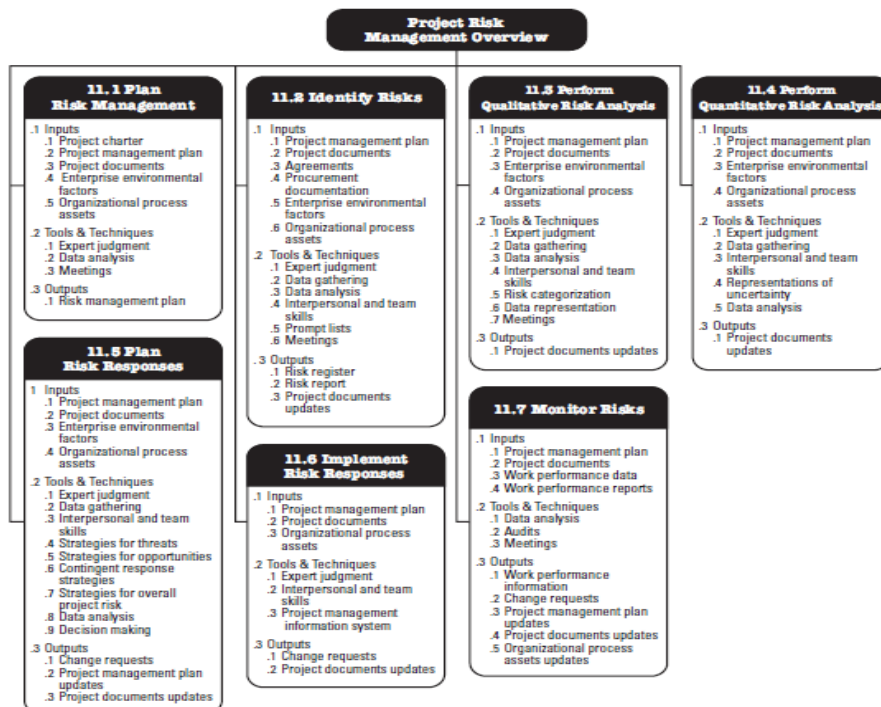 Project Risk
Management Overview
11.1 Plan
Risk Management
.1 Inputs
.1 Project charter
.2 Project management plan
.3 Project documents
.4 Enterprise environmental
factors
.5 Organizational process
assets
.2 Tools & Techniques
.1 Expert judgment
.2 Data analysis
.3 Meetings
.3 Outputs
.1 Risk management plan
11.2 Identify Risks
.1 Inputs
.1 Project management plan
.2 Project documents
.3 Agreements
.4 Procurement
documentation
.5 Enterprise environmental
factors
.6 Organizational process
assets
.2 Tools & Techniques
.1 Expert judgment
.2 Data gathering
.3 Data analysis
.4 Interpersonal and team
skills
.5 Prompt lists
.6 Meetings
.3 Outputs
.1 Risk register
.2 Risk report
.3 Project documents
updates
11.3 Perform
Qualitative Risk Analysis
.1 Inputs
.1 Project management plan
.2 Project documents
.3 Enterprise environmental
factors
.4 Organizational process
assets
.2 Tools & Techniques
.1 Expert judgment
.2 Data gathering
.3 Data analysis
.4 Interpersonal and team
skills
.5 Risk categorization
.6 Data representation
.7 Meetings
.3 Outputs
.1 Project documents updates
11.4 Perform
Quantitative Risk Analysis
.1 Inputs
.1 Project management plan
.2 Project documents
.3 Enterprise environmental
factors
.4 Organizational process
assets
.2 Tools & Techniques
.1 Expert judgment
.2 Data gathering
.3 Interpersonal and team
skills
.4 Representations of
uncertainty
.5 Data analysis
.3 Outputs
.1 Project documents
updates
11.5 Plan
Risk Responses
1 Inputs
.1 Project management plan
.2 Project documents
.3 Enterprise environmental
factors
.4 Organizational process
assets
.2 Tools & Techniques
.1 Expert judgment
.2 Data gathering
.3 Interpersonal and team
skills
.4 Strategies for threats
.5 Strategies for opportunities
.6 Contingent response
strategies
.7 Strategies for overall
project risk
.8 Data analysis
.9 Decision making
.3 Outputs
.1 Change requests
.2 Project management plan
updates
.3 Project documents updates
11.6 Implement
Risk Responses
.1 Inputs
.1 Project management plan
.2 Project documents
.3 Organizational process
assets
.2 Tools & Techniques
.1 Expert judgment
.2 Interpersonal and team
skills
.3 Project management
information system
.3 Outputs
.1 Change requests
.2 Project documents updates
11.7 Monitor Risks
.1 Inputs
.1 Project management plan
.2 Project documents
.3 Work performance data
.4 Work performance reports
.2 Tools & Techniques
.1 Data analysis
.2 Audits
.3 Meetings
.3 Outputs
.1 Work performance
information
.2 Change requests
.3 Project management plan
updates
.4 Project documents updates
.5 Organizational process
assets updates